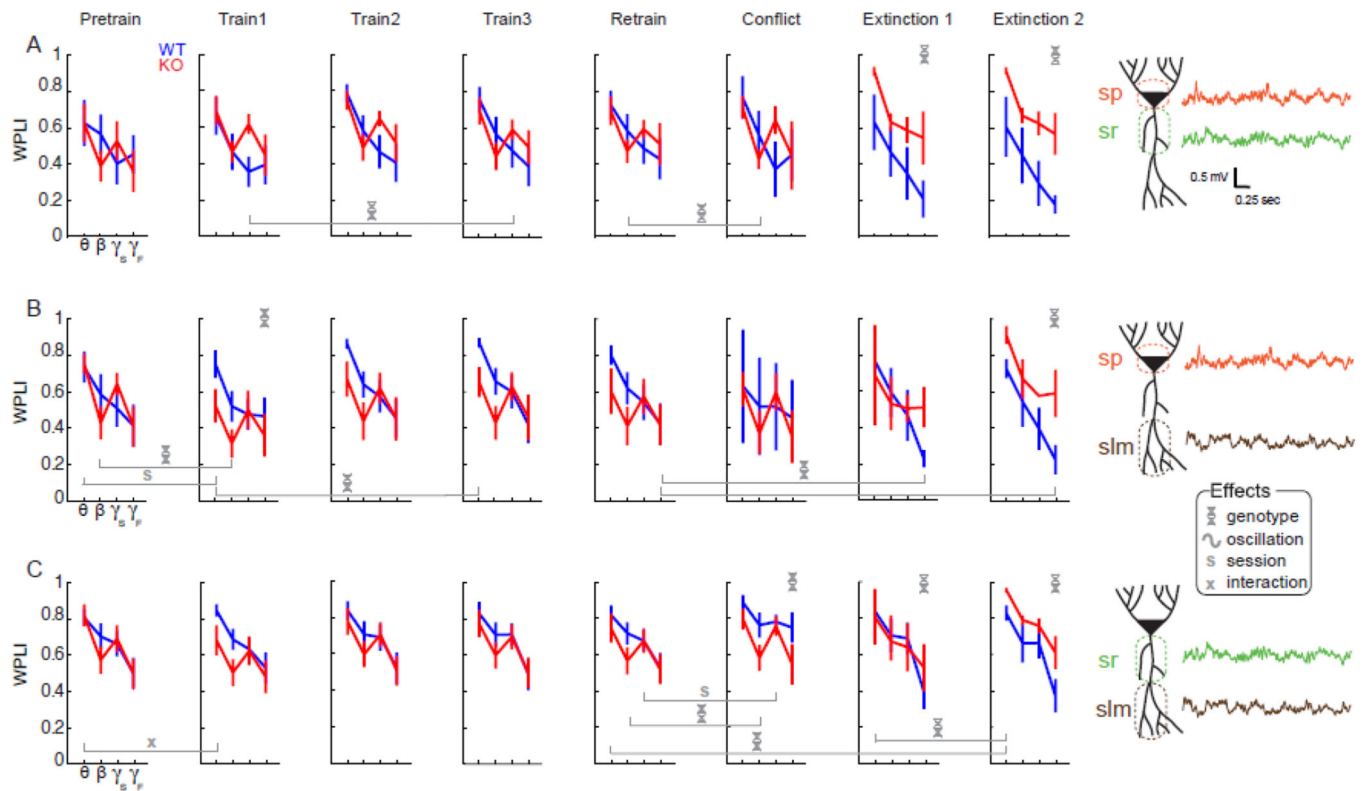 Pretrain Train1 Train2 Train3 Retrain Conflict Extinction 1 Extinction 2
A
WT
KO
1
0.8
0.6
0.4
0.2
0
WPLI
θ β γS γF
sp
sr
0.5 mV
0.25 sec
B
1
0.8
0.6
0.4
0.2
0
WPLI
S
θ β γS γF
sp
slm
Effects
genotype
oscillation
S session
x interaction
C
1
0.8
0.6
0.4
0.2
0
WPLI
S
x
θ β γS γF
sr
slm